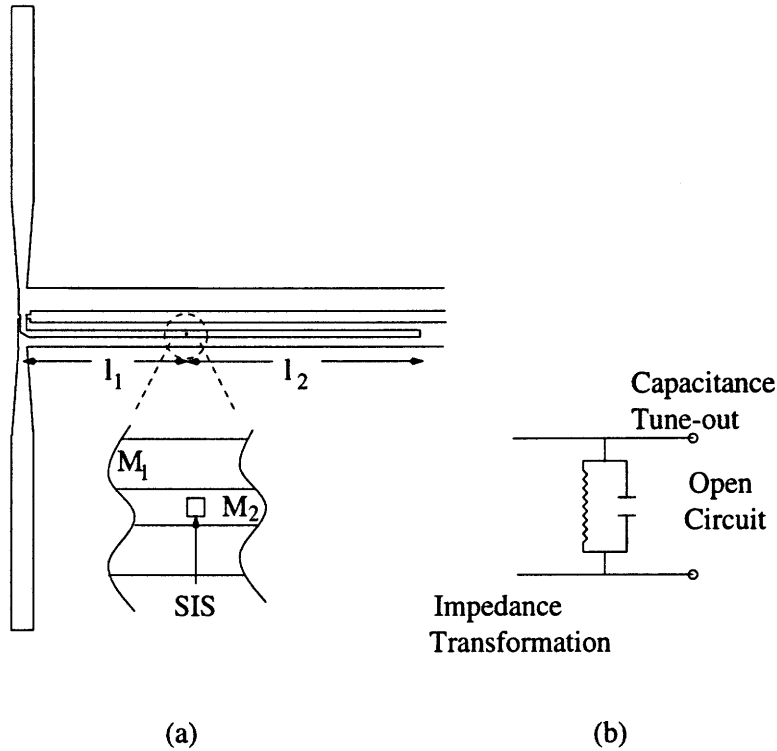 l1
l2
M1
M2
SIS
Capacitance
Tune-out
Open
Circuit
Impedance
Transformation
(a)
(b)